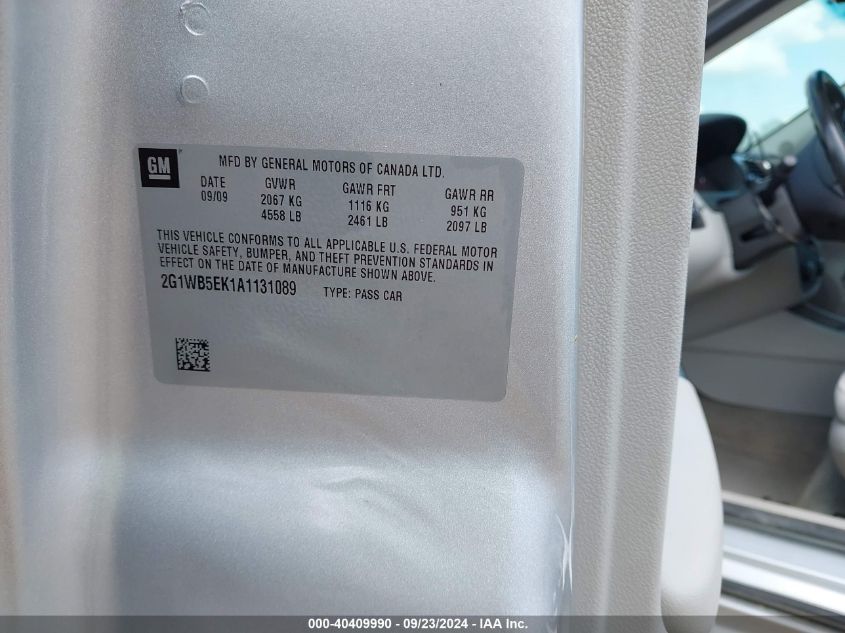 GM
MFD BY GENERAL MOTORS OF CANADA LTD.
DATE GVWR GAWR FRT GAWR RR
09/09 2067 KG 1116 KG 951 KG
4558 LB 2461 LB 2097 LB
THIS VEHICLE CONFORMS TO ALL APPLICABLE U.S. FEDERAL MOTOR
VEHICLE SAFETY, BUMPER, AND THEFT PREVENTION STANDARDS IN
EFFECT ON THE DATE OF MANUFACTURE SHOWN ABOVE.
2G1WB5EK1A1131089 TYPE: PASS CAR
000-40409990 - 09/23/2024 - IAA Inc.